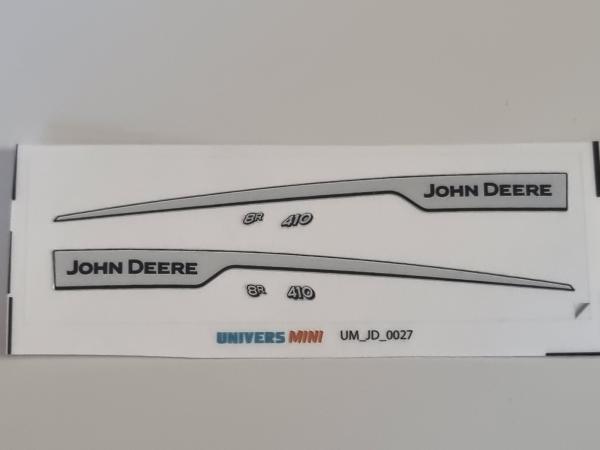 JOHN DEERE
8R 410
JOHN DEERE
8R 410
UNIVERS MINI UM_JD_0027